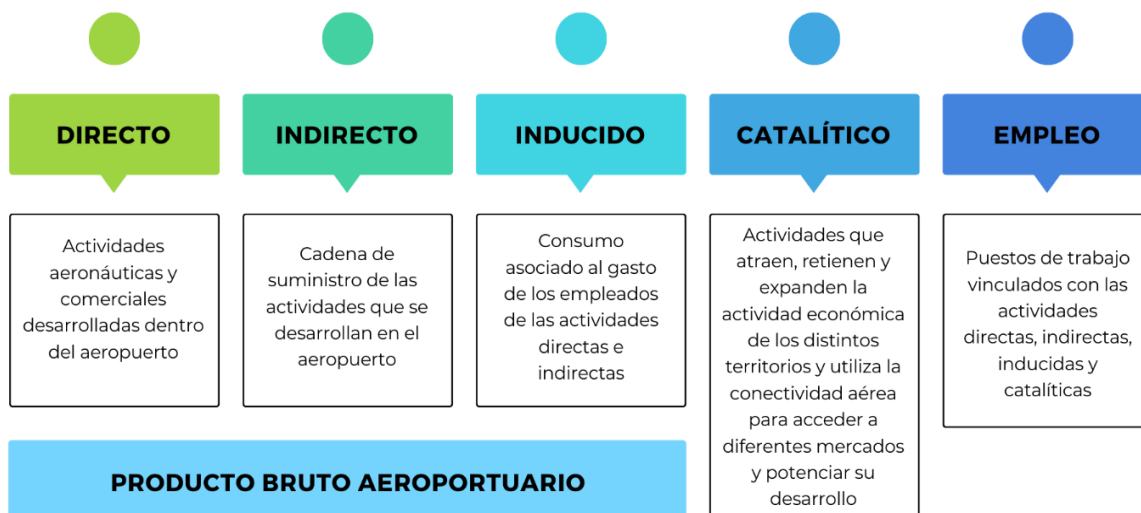 DIRECTO
INDIRECTO
INDUCIDO
CATALÍTICO
EMPLEO
Actividades
aeronáuticas y
comerciales
desarrolladas dentro
del aeropuerto
Cadena de
suministro de las
actividades que se
desarrollan en el
aeropuerto
Consumo
asociado al gasto
de los empleados
de las actividades
directas e
indirectas
Actividades que
atraen, retienen y
expanden la
actividad económica
de los distintos
territorios y utiliza la
conectividad aérea
para acceder a
diferentes mercados
y potenciar su
desarrollo
Puestos de trabajo
vinculados con las
actividades
directas, indirectas,
inducidas y
catalíticas
PRODUCTO BRUTO AEROPORTUARIO